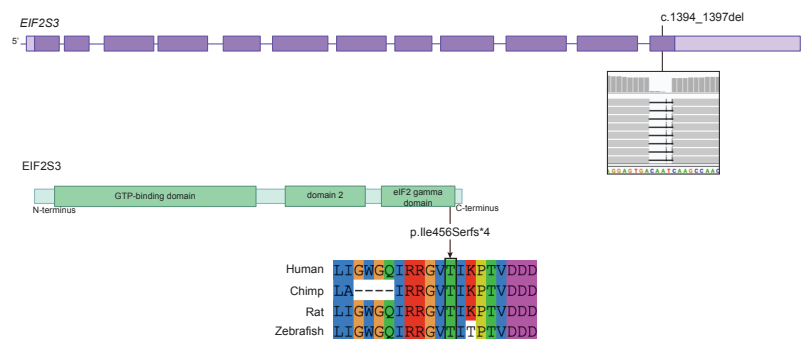 EIF2S3
c.1394_1397del
5'
AGGAGTGACAATCAAGCCAAC
EIF2S3
GTP-binding domain
domain 2
eIF2 gamma domain
N-terminus
C-terminus
p.Ile456Serfs*4
Human LIGWGQIRRGVTIKPTVDDD
Chimp LA----IRRGVTIKPTVDDD
Rat LIGWGQIRRGVTIKPTVDDD
Zebrafish LIGWGQIRRGVTITPTVDDD